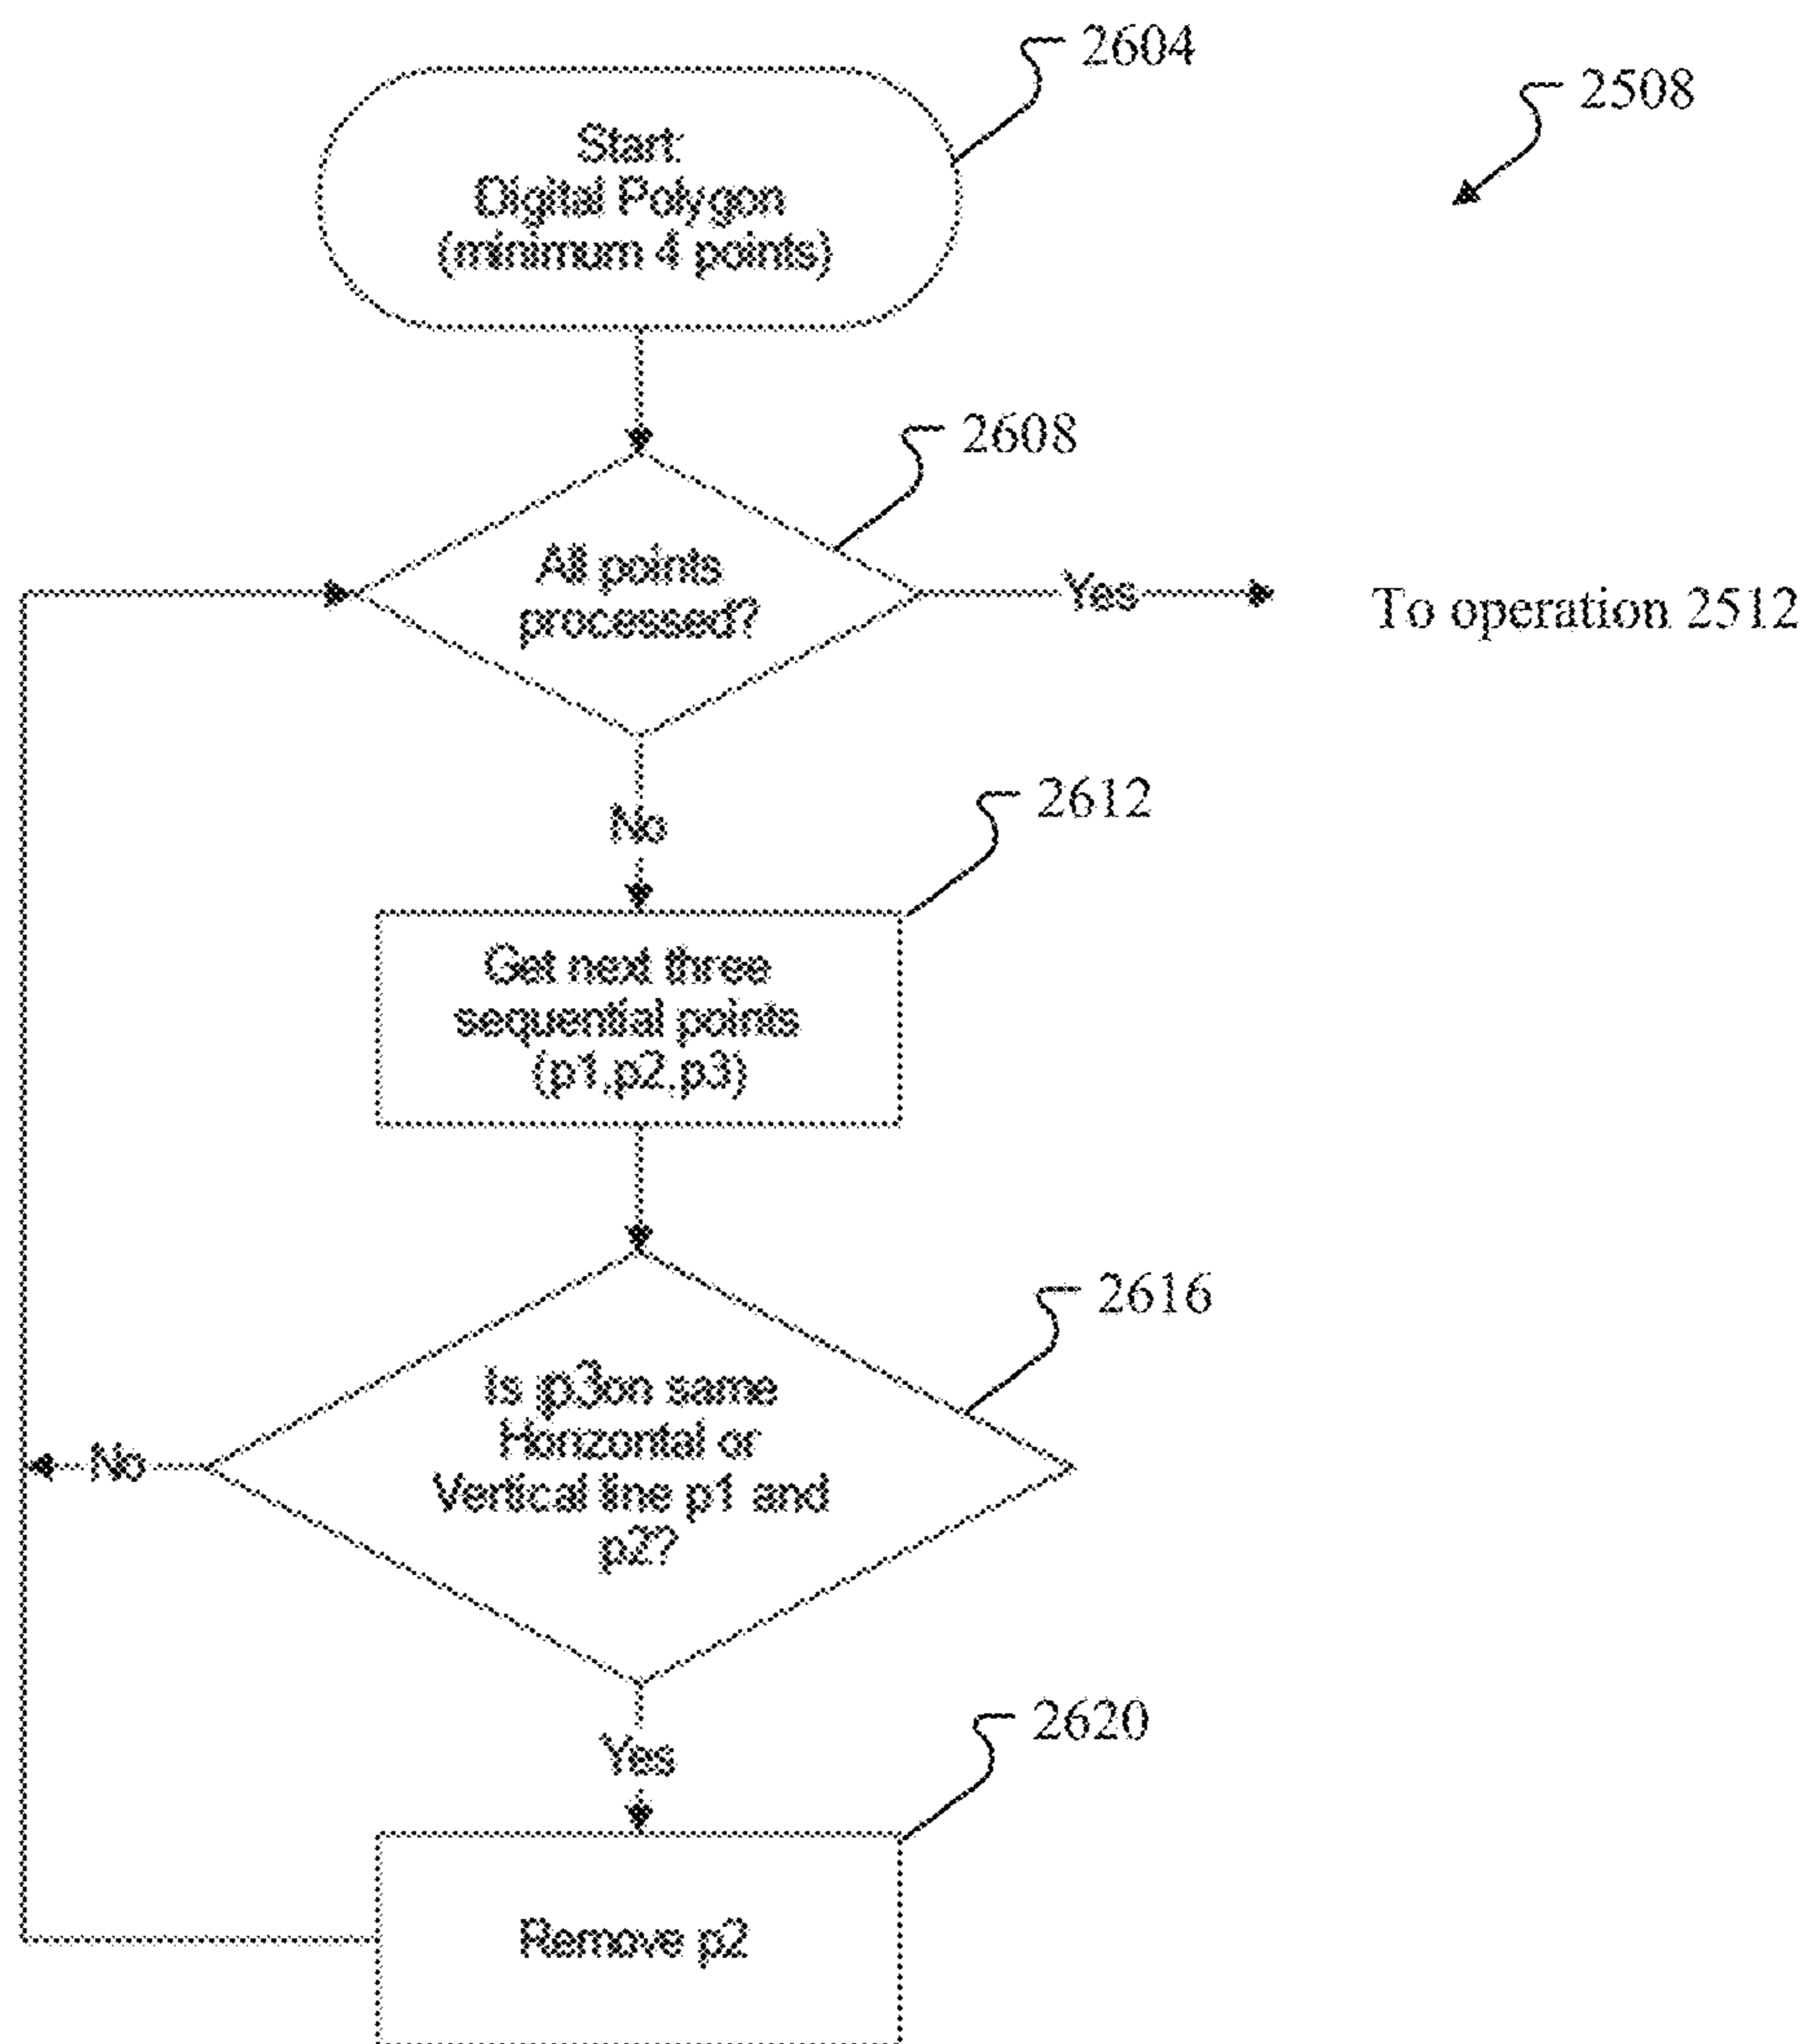 2604
2508
Start:
Digital Polygon
(minimum 4 points)
2608
All points
processed?
Yes
To operation 2512
No
2612
Get next three
sequential points
(p1,p2,p3)
2616
Is p3on same
Horizontal or
Vertical line p1 and
p2?
No
Yes
2620
Remove p2